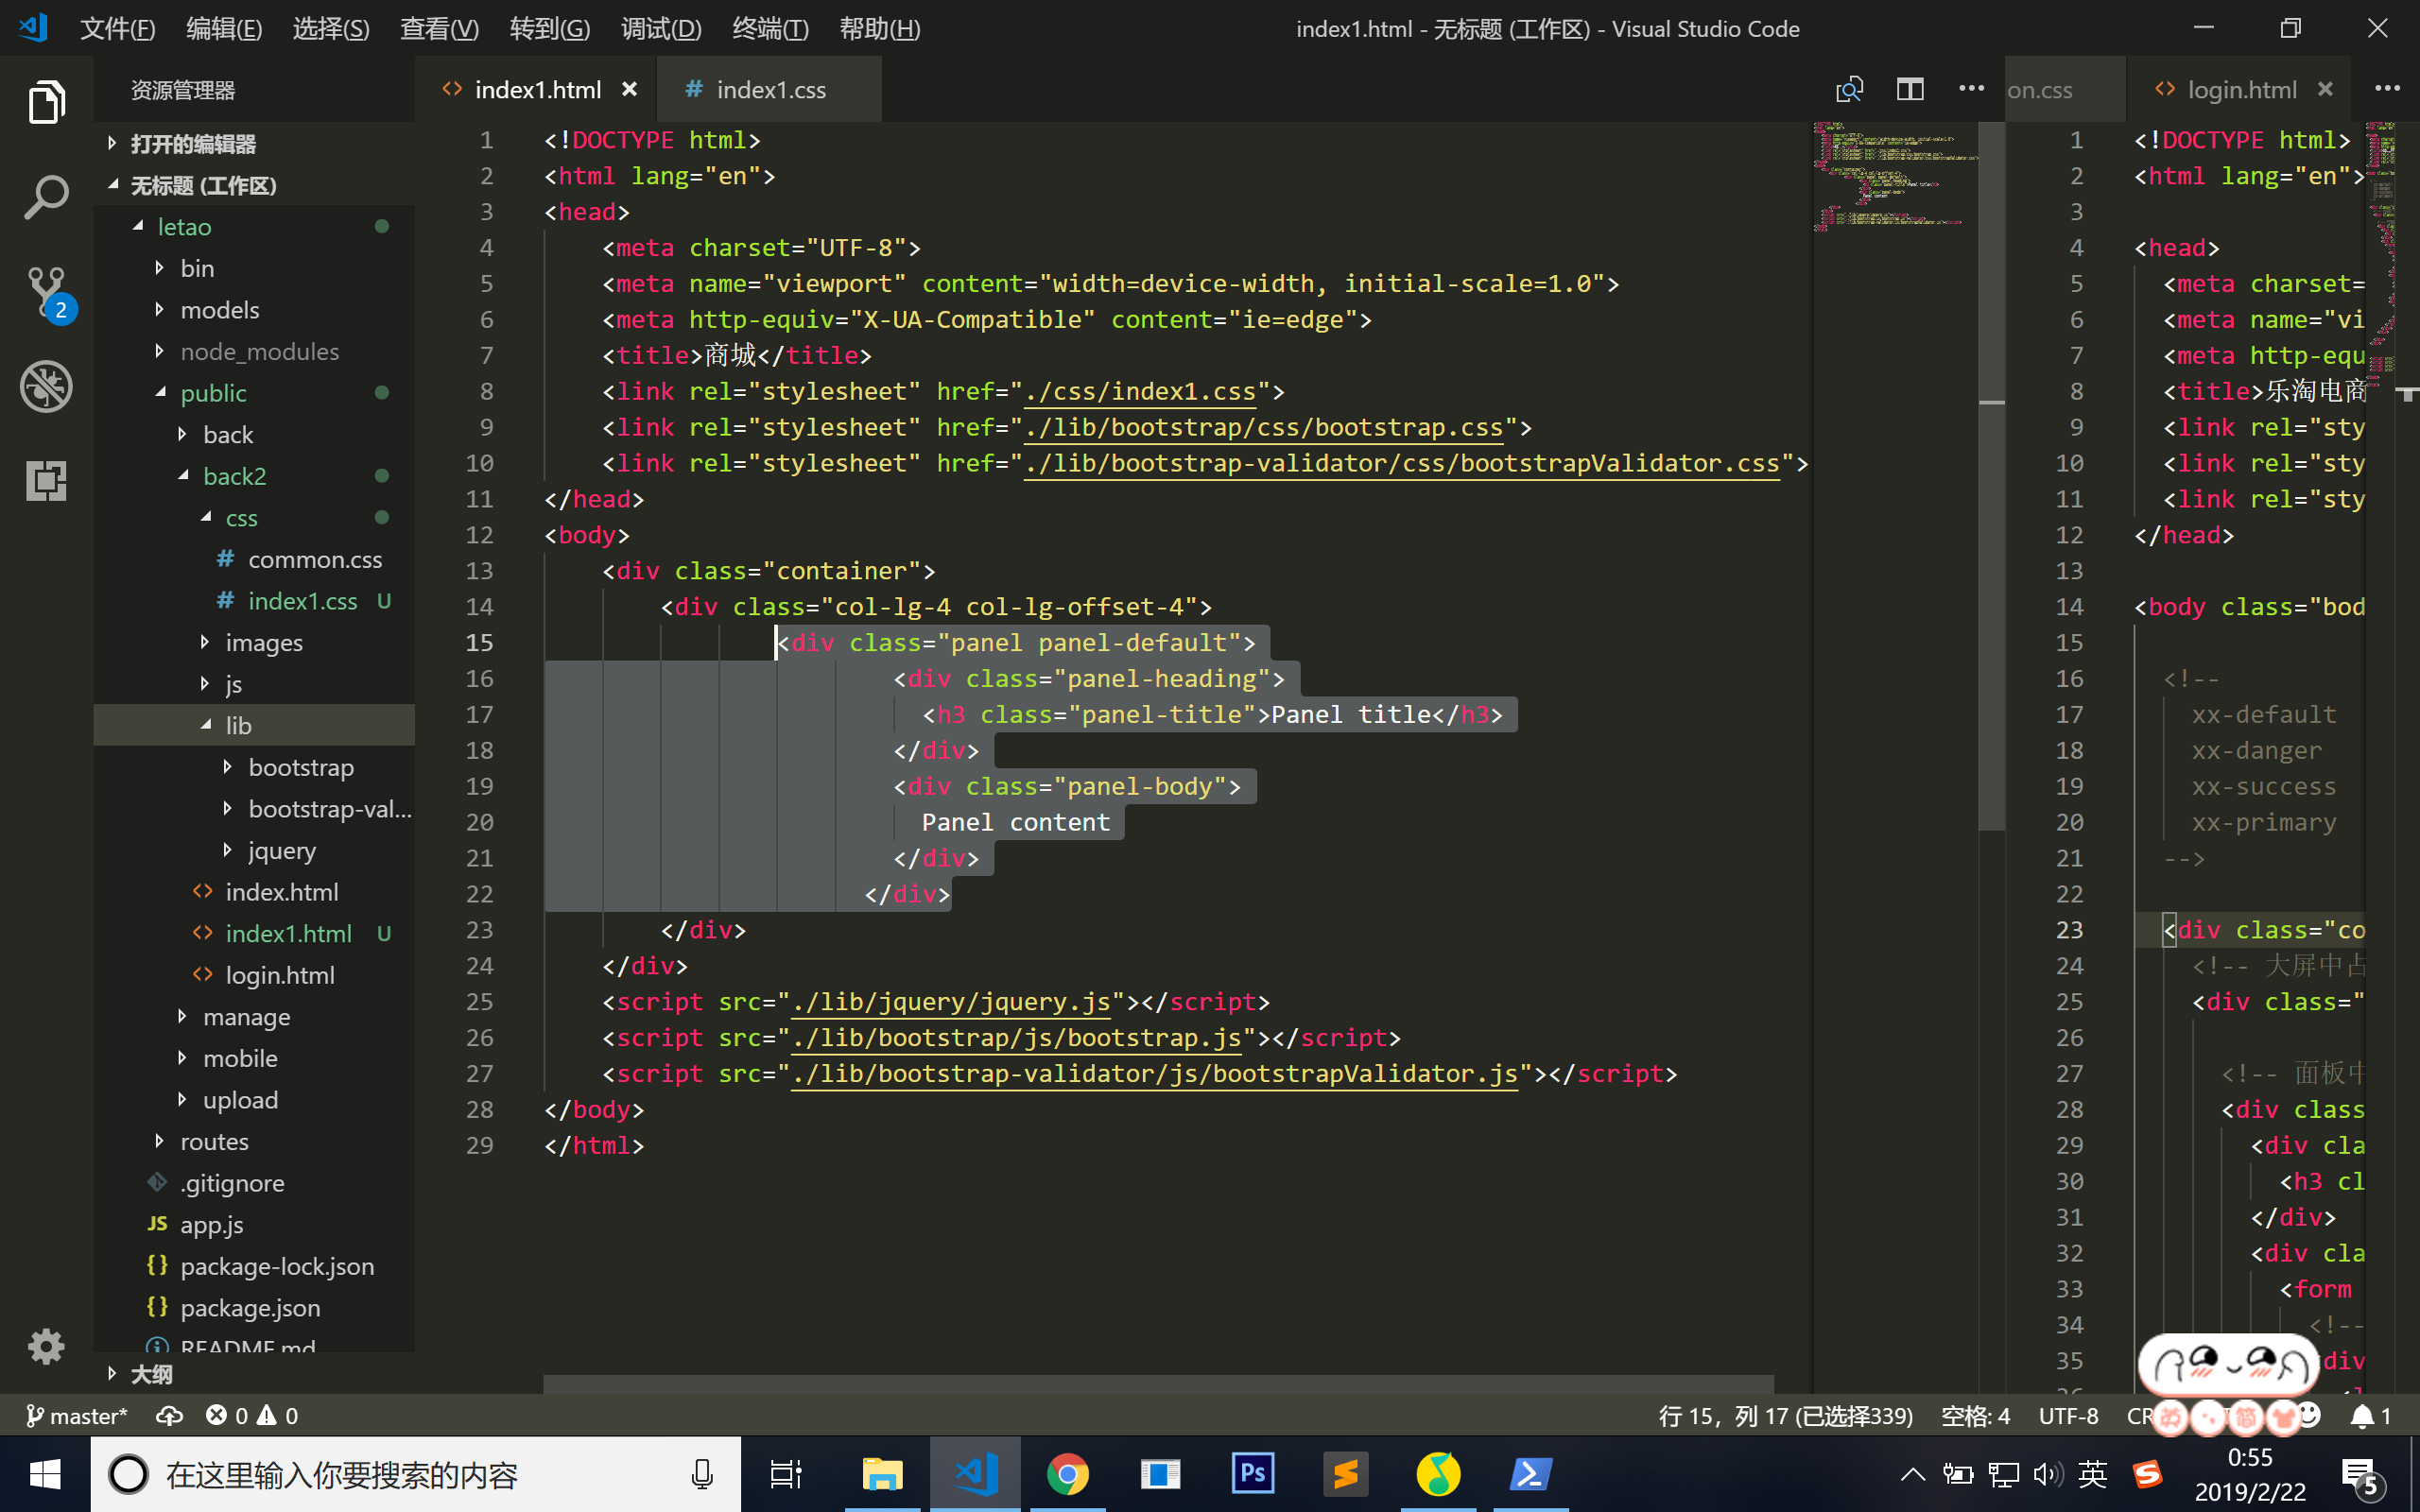 文件(F) 编辑(E) 选择(S) 查看(V) 转到(G) 调试(D) 终端(T) 帮助(H) index1.html - 无标题 (工作区) - Visual Studio Code
资源管理器
打开的编辑器
无标题 (工作区)
letao
bin
models
node_modules
public
back
back2
css
common.css
index1.css U
images
js
lib
bootstrap
bootstrap-val...
jquery
index.html
index1.html U
login.html
manage
mobile
upload
routes
.gitignore
app.js
package-lock.json
package.json
README.md
大纲
2
index1.html index1.css
1 <!DOCTYPE html>
2 <html lang="en">
3 <head>
4 <meta charset="UTF-8">
5 <meta name="viewport" content="width=device-width, initial-scale=1.0">
6 <meta http-equiv="X-UA-Compatible" content="ie=edge">
7 <title>商城</title>
8 <link rel="stylesheet" href="./css/index1.css">
9 <link rel="stylesheet" href="./lib/bootstrap/css/bootstrap.css">
10 <link rel="stylesheet" href="./lib/bootstrap-validator/css/bootstrapValidator.css">
11 </head>
12 <body>
13 <div class="container">
14 <div class="col-lg-4 col-lg-offset-4">
15 <div class="panel panel-default">
16 <div class="panel-heading">
17 <h3 class="panel-title">Panel title</h3>
18 </div>
19 <div class="panel-body">
20 Panel content
21 </div>
22 </div>
23 </div>
24 </div>
25 <script src="./lib/jquery/jquery.js"></script>
26 <script src="./lib/bootstrap/js/bootstrap.js"></script>
27 <script src="./lib/bootstrap-validator/js/bootstrapValidator.js"></script>
28 </body>
29 </html>
on.css login.html
1 <!DOCTYPE html>
2 <html lang="en">
3
4 <head>
5 <meta charset=
6 <meta name="vi
7 <meta http-equ
8 <title>乐淘电商
9 <link rel="sty
10 <link rel="sty
11 <link rel="sty
12 </head>
13
14 <body class="bod
15
16 <!--
17 xx-default
18 xx-danger
19 xx-success
20 xx-primary
21 -->
22
23 <div class="co
24 <!-- 大屏中占
25 <div class="
26
27 <!-- 面板中
28 <div class
29 <div cla
30 <h3 cl
31 </div>
32 <div cla
33 <form
34 <!--
35 div
master* 0 0 行 15，列 17 (已选择339) 空格: 4 UTF-8 CR 1
在这里输入你要搜索的内容
Ps
英
0:55
2019/2/22
5